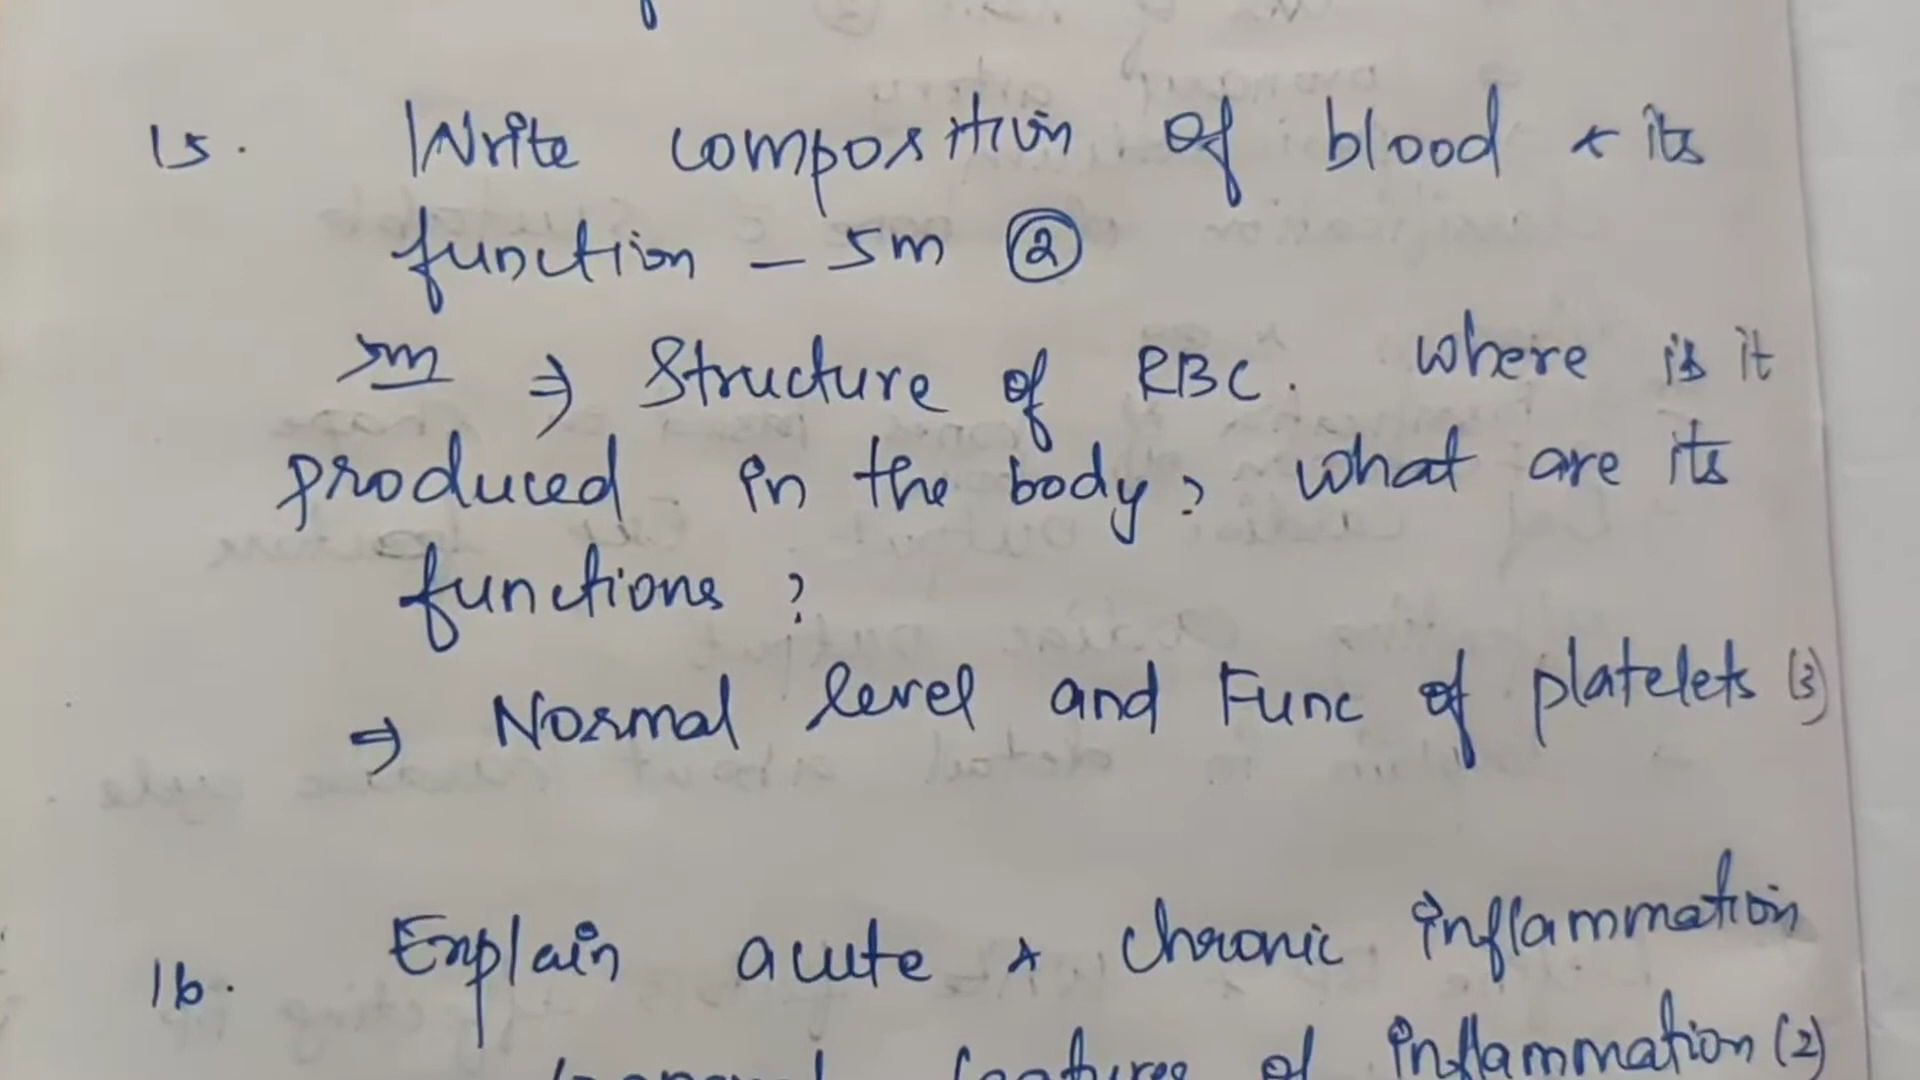 15. Write composition of blood & its
function - 5m ②
5m ⇒ Structure of RBC. where is it
produced in the body? what are its
functions?
⇒ Normal level and Func of platelets (3)
16. Explain acute & chronic inflammation
features of inflammation (2)